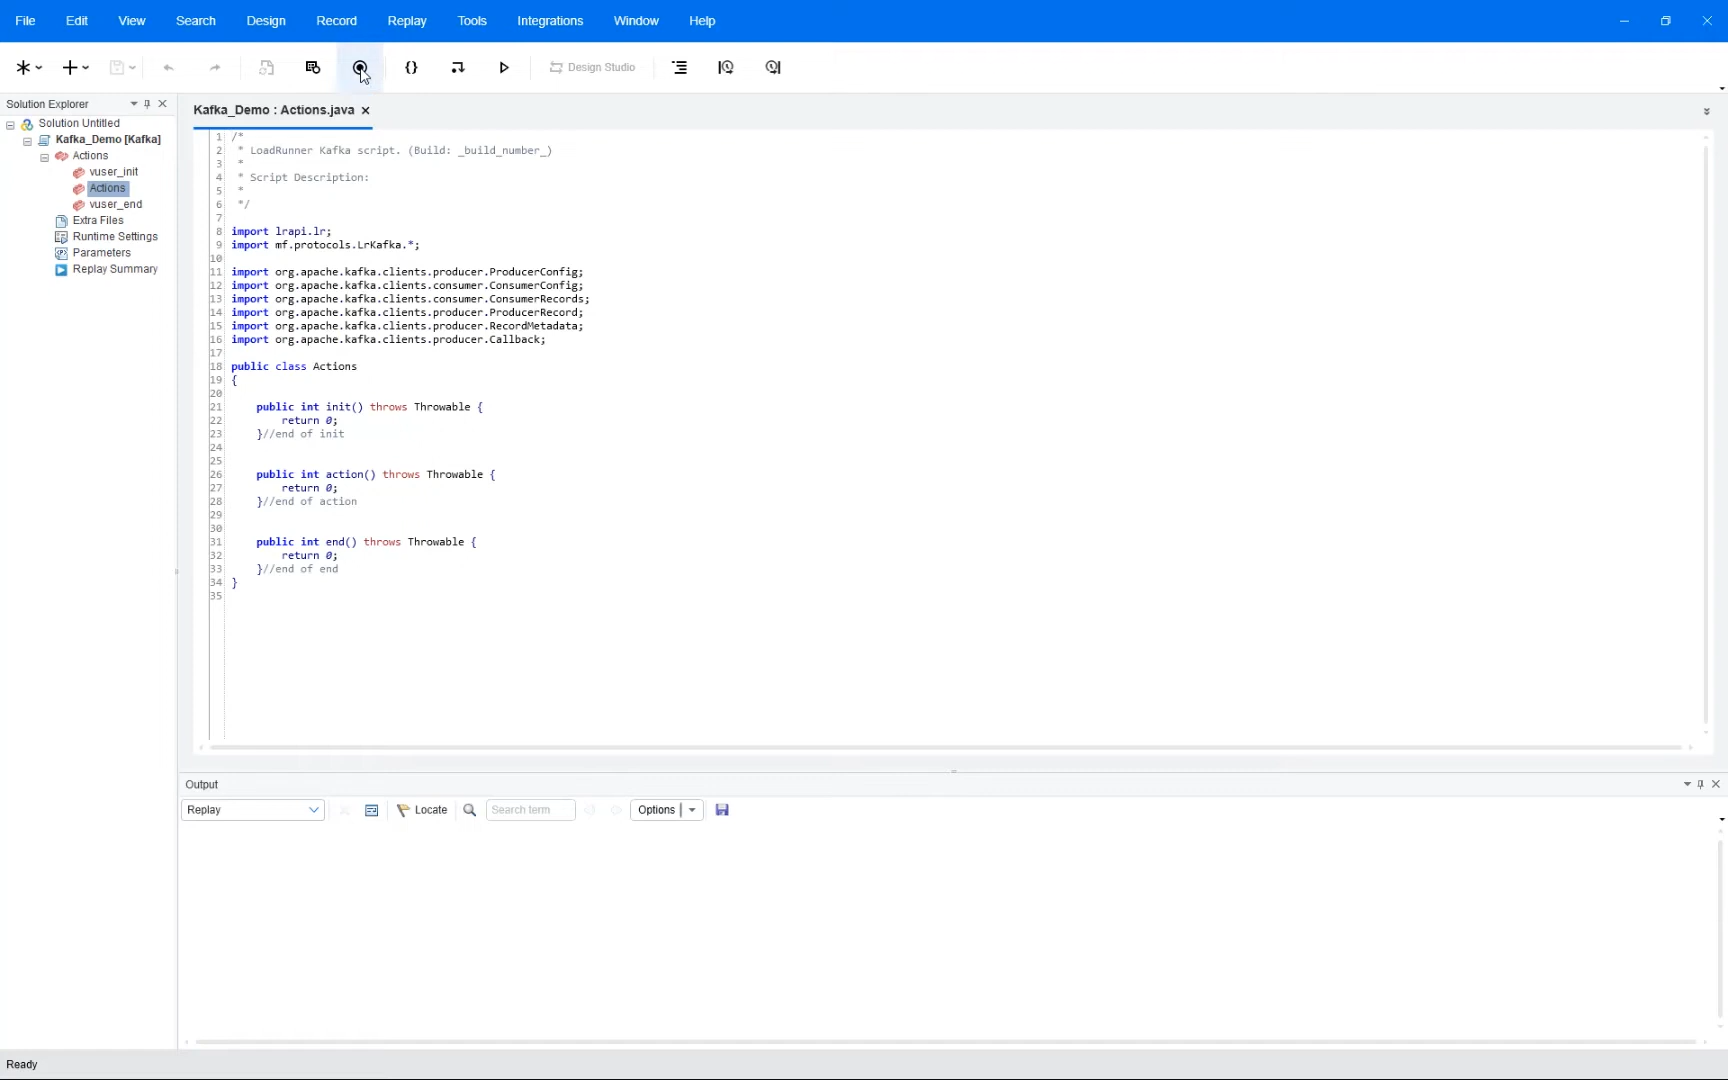 File Edit View Search Design Record Replay Tools Integrations Window Help
Design Studio
Solution Explorer
Solution Untitled
Kafka_Demo [Kafka]
Actions
vuser_init
Actions
vuser_end
Extra Files
Runtime Settings
Parameters
Replay Summary
Kafka_Demo : Actions.java
1 /*
2 * LoadRunner Kafka script. (Build: _build_number_)
3 *
4 * Script Description:
5 *
6 */
7
8 import lrapi.lr;
9 import mf.protocols.LrKafka.*;
10
11 import org.apache.kafka.clients.producer.ProducerConfig;
12 import org.apache.kafka.clients.consumer.ConsumerConfig;
13 import org.apache.kafka.clients.consumer.ConsumerRecords;
14 import org.apache.kafka.clients.producer.ProducerRecord;
15 import org.apache.kafka.clients.producer.RecordMetadata;
16 import org.apache.kafka.clients.producer.Callback;
17
18 public class Actions
19 {
20
21 public int init() throws Throwable {
22 return 0;
23 }//end of init
24
25
26 public int action() throws Throwable {
27 return 0;
28 }//end of action
29
30
31 public int end() throws Throwable {
32 return 0;
33 }//end of end
34 }
35
Output
Replay Locate Search term Options
Ready